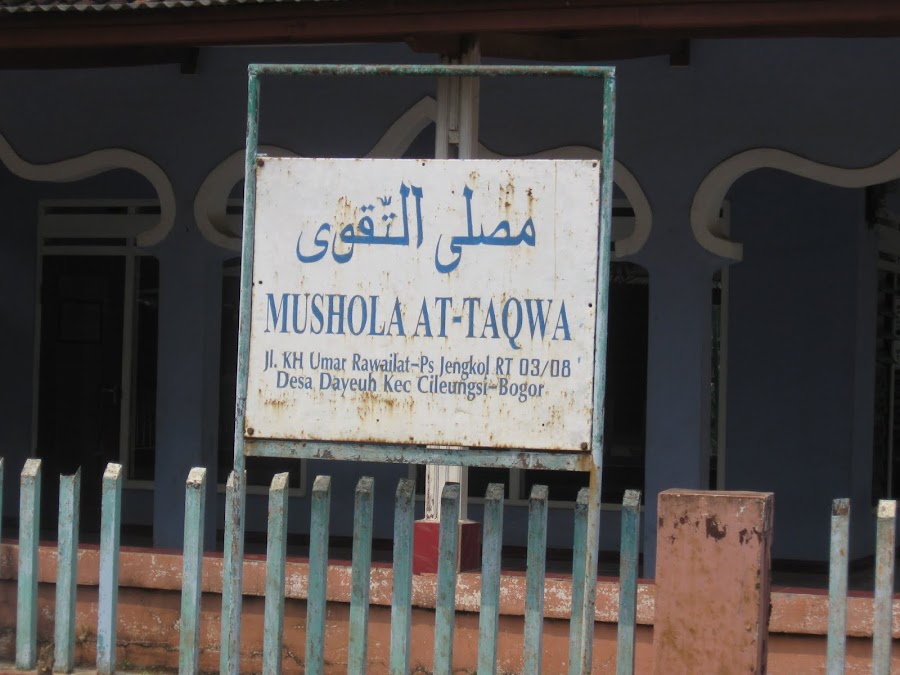 مصلى التّقوى
MUSHOLA AT-TAQWA
Jl. KH Umar Rawailat-Ps Jengkol RT 03/08
Desa Dayeuh Kec Cileungsi-Bogor